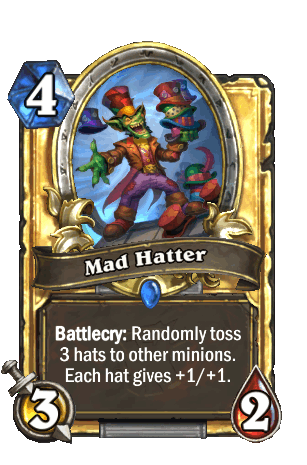 4
Mad Hatter
Battlecry: Randomly toss
3 hats to other minions.
Each hat gives +1/+1.
3
2